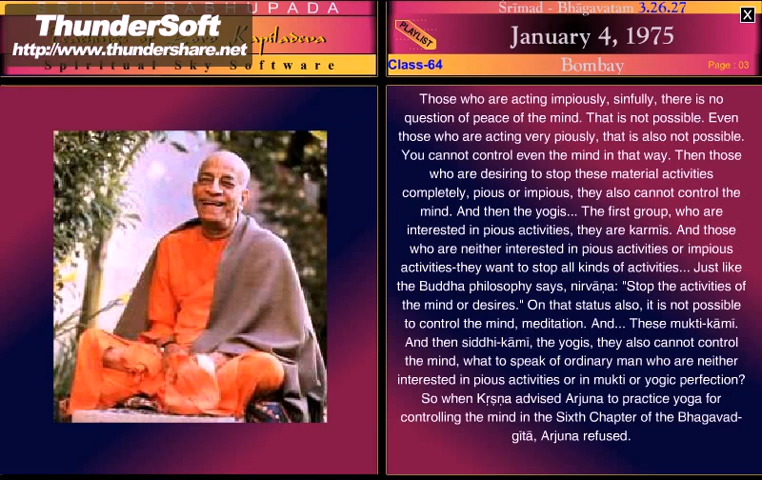 SRILA PRABHUPADA
ThunderSoft
Kapiladeva
http://www.thundershare.net
Spiritual Sky Software
Śrīmad - Bhāgavatam 3.26.27
X
PLAYLIST
January 4, 1975
Class-64
Bombay
Page : 03
Those who are acting impiously, sinfully, there is no
question of peace of the mind. That is not possible. Even
those who are acting very piously, that is also not possible.
You cannot control even the mind in that way. Then those
who are desiring to stop these material activities
completely, pious or impious, they also cannot control the
mind. And then the yogis... The first group, who are
interested in pious activities, they are karmis. And those
who are neither interested in pious activities or impious
activities-they want to stop all kinds of activities... Just like
the Buddha philosophy says, nirvāṇa: "Stop the activities of
the mind or desires." On that status also, it is not possible
to control the mind, meditation. And... These mukti-kāmī.
And then siddhi-kāmī, the yogis, they also cannot control
the mind, what to speak of ordinary man who are neither
interested in pious activities or in mukti or yogic perfection?
So when Kṛṣṇa advised Arjuna to practice yoga for
controlling the mind in the Sixth Chapter of the Bhagavad-
gītā, Arjuna refused.